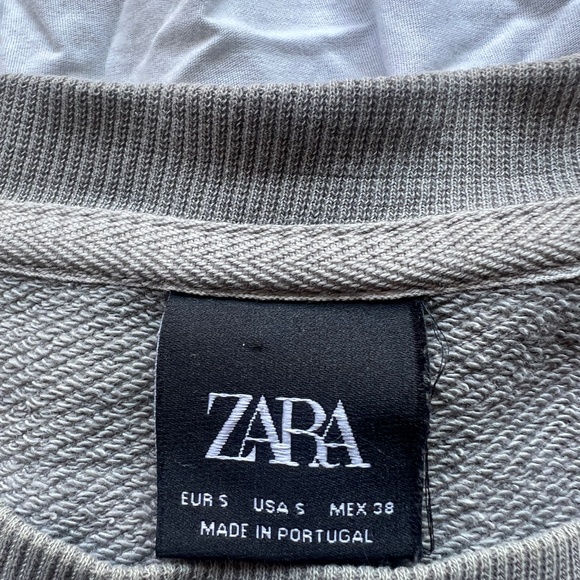 ZARA
EUR S USA S MEX 38
MADE IN PORTUGAL